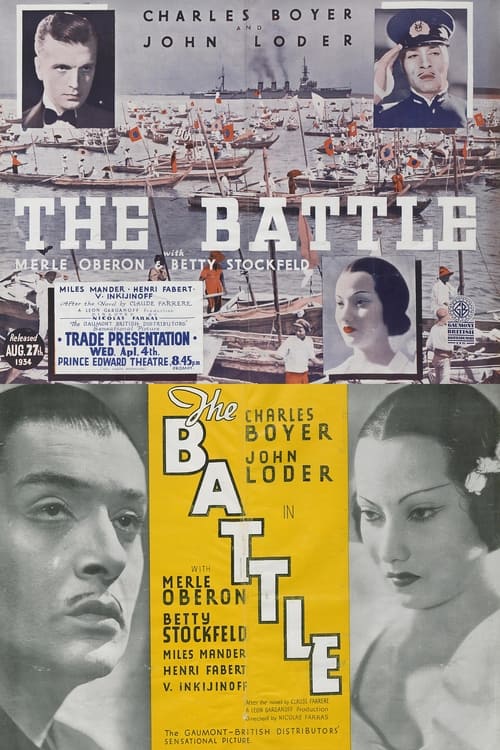 CHARLES BOYER
AND
JOHN LODER
THE BATTLE
with
MERLE OBERON & BETTY STOCKFELD
MILES MANDER · HENRI FABERT·
V. INKIJINOFF
After the Novel by CLAUDE FARRERE
A LEON GARGANOFF Production
NIKOLAS FARKAS
The GAUMONT BRITISH DISTRIBUTORS'
Sensational Picture
· TRADE PRESENTATION ·
WED. Apl. 4th.
PRINCE EDWARD THEATRE 8.45pm
Released
AUG. 27th
1934
GAUMONT
BRITISH
The
BATTLE
CHARLES
BOYER
JOHN
LODER
IN
WITH
MERLE
OBERON
BETTY
STOCKFELD
MILES MANDER
HENRI FABERT
V. INKIJINOFF
After the novel by CLAUDE FARRERE
A LEON GARGANOFF Production
Directed by NICOLAS FARKAS
The GAUMONT-BRITISH DISTRIBUTORS'
SENSATIONAL PICTURE